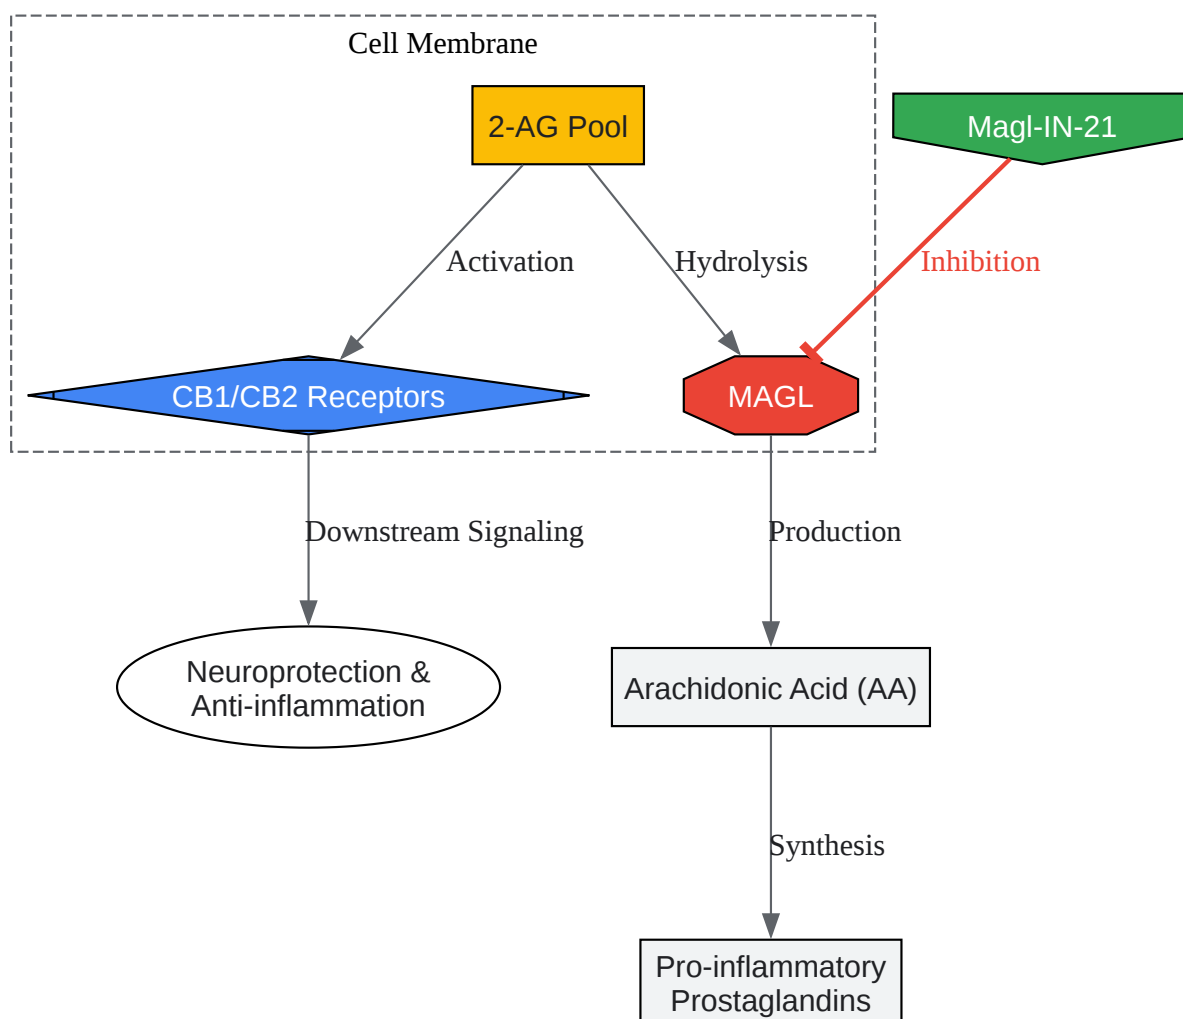 Cell Membrane
2-AG Pool
Magl-IN-21
Activation
Hydrolysis
Inhibition
CB1/CB2 Receptors
MAGL
Downstream Signaling
Production
Neuroprotection &
Anti-inflammation
Arachidonic Acid (AA)
Synthesis
Pro-inflammatory
Prostaglandins